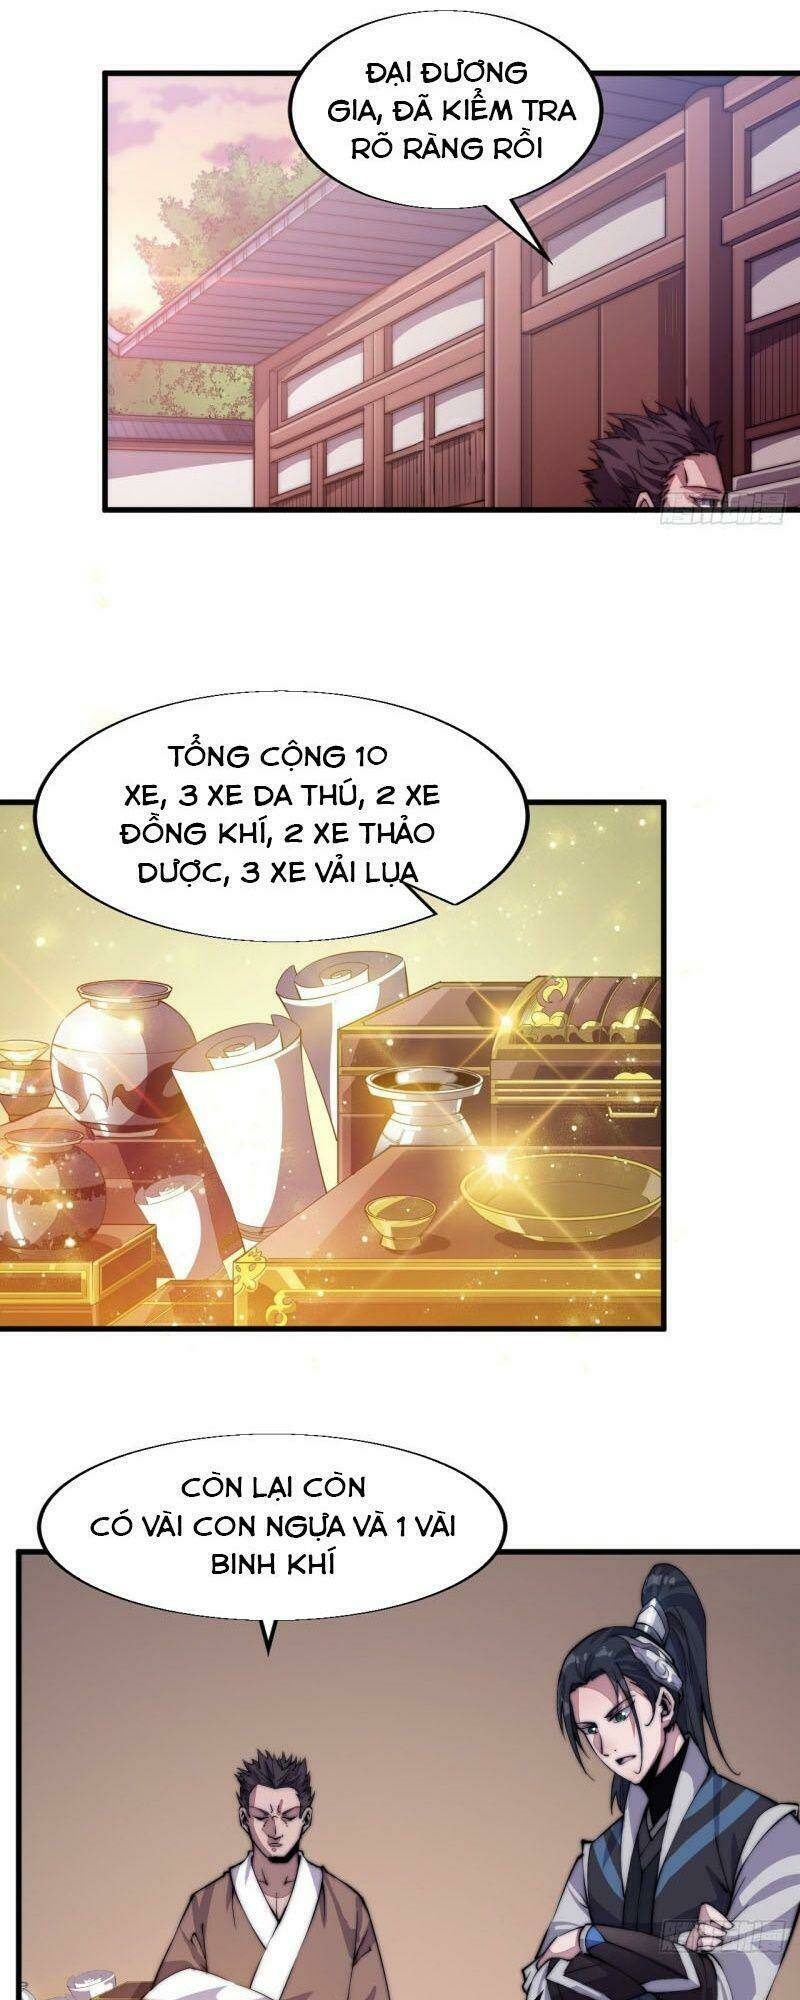 ĐẠI ĐƯƠNG
GIA, ĐÃ KIỂM TRA
RÕ RÀNG RỒI
TỔNG CỘNG 10
XE, 3 XE DA THÚ, 2 XE
ĐỒNG KHÍ, 2 XE THẢO
DƯỢC, 3 XE VẢI LỤA
CÒN LẠI CÒN
CÓ VÀI CON NGỰA VÀ 1 VÀI
BINH KHÍ